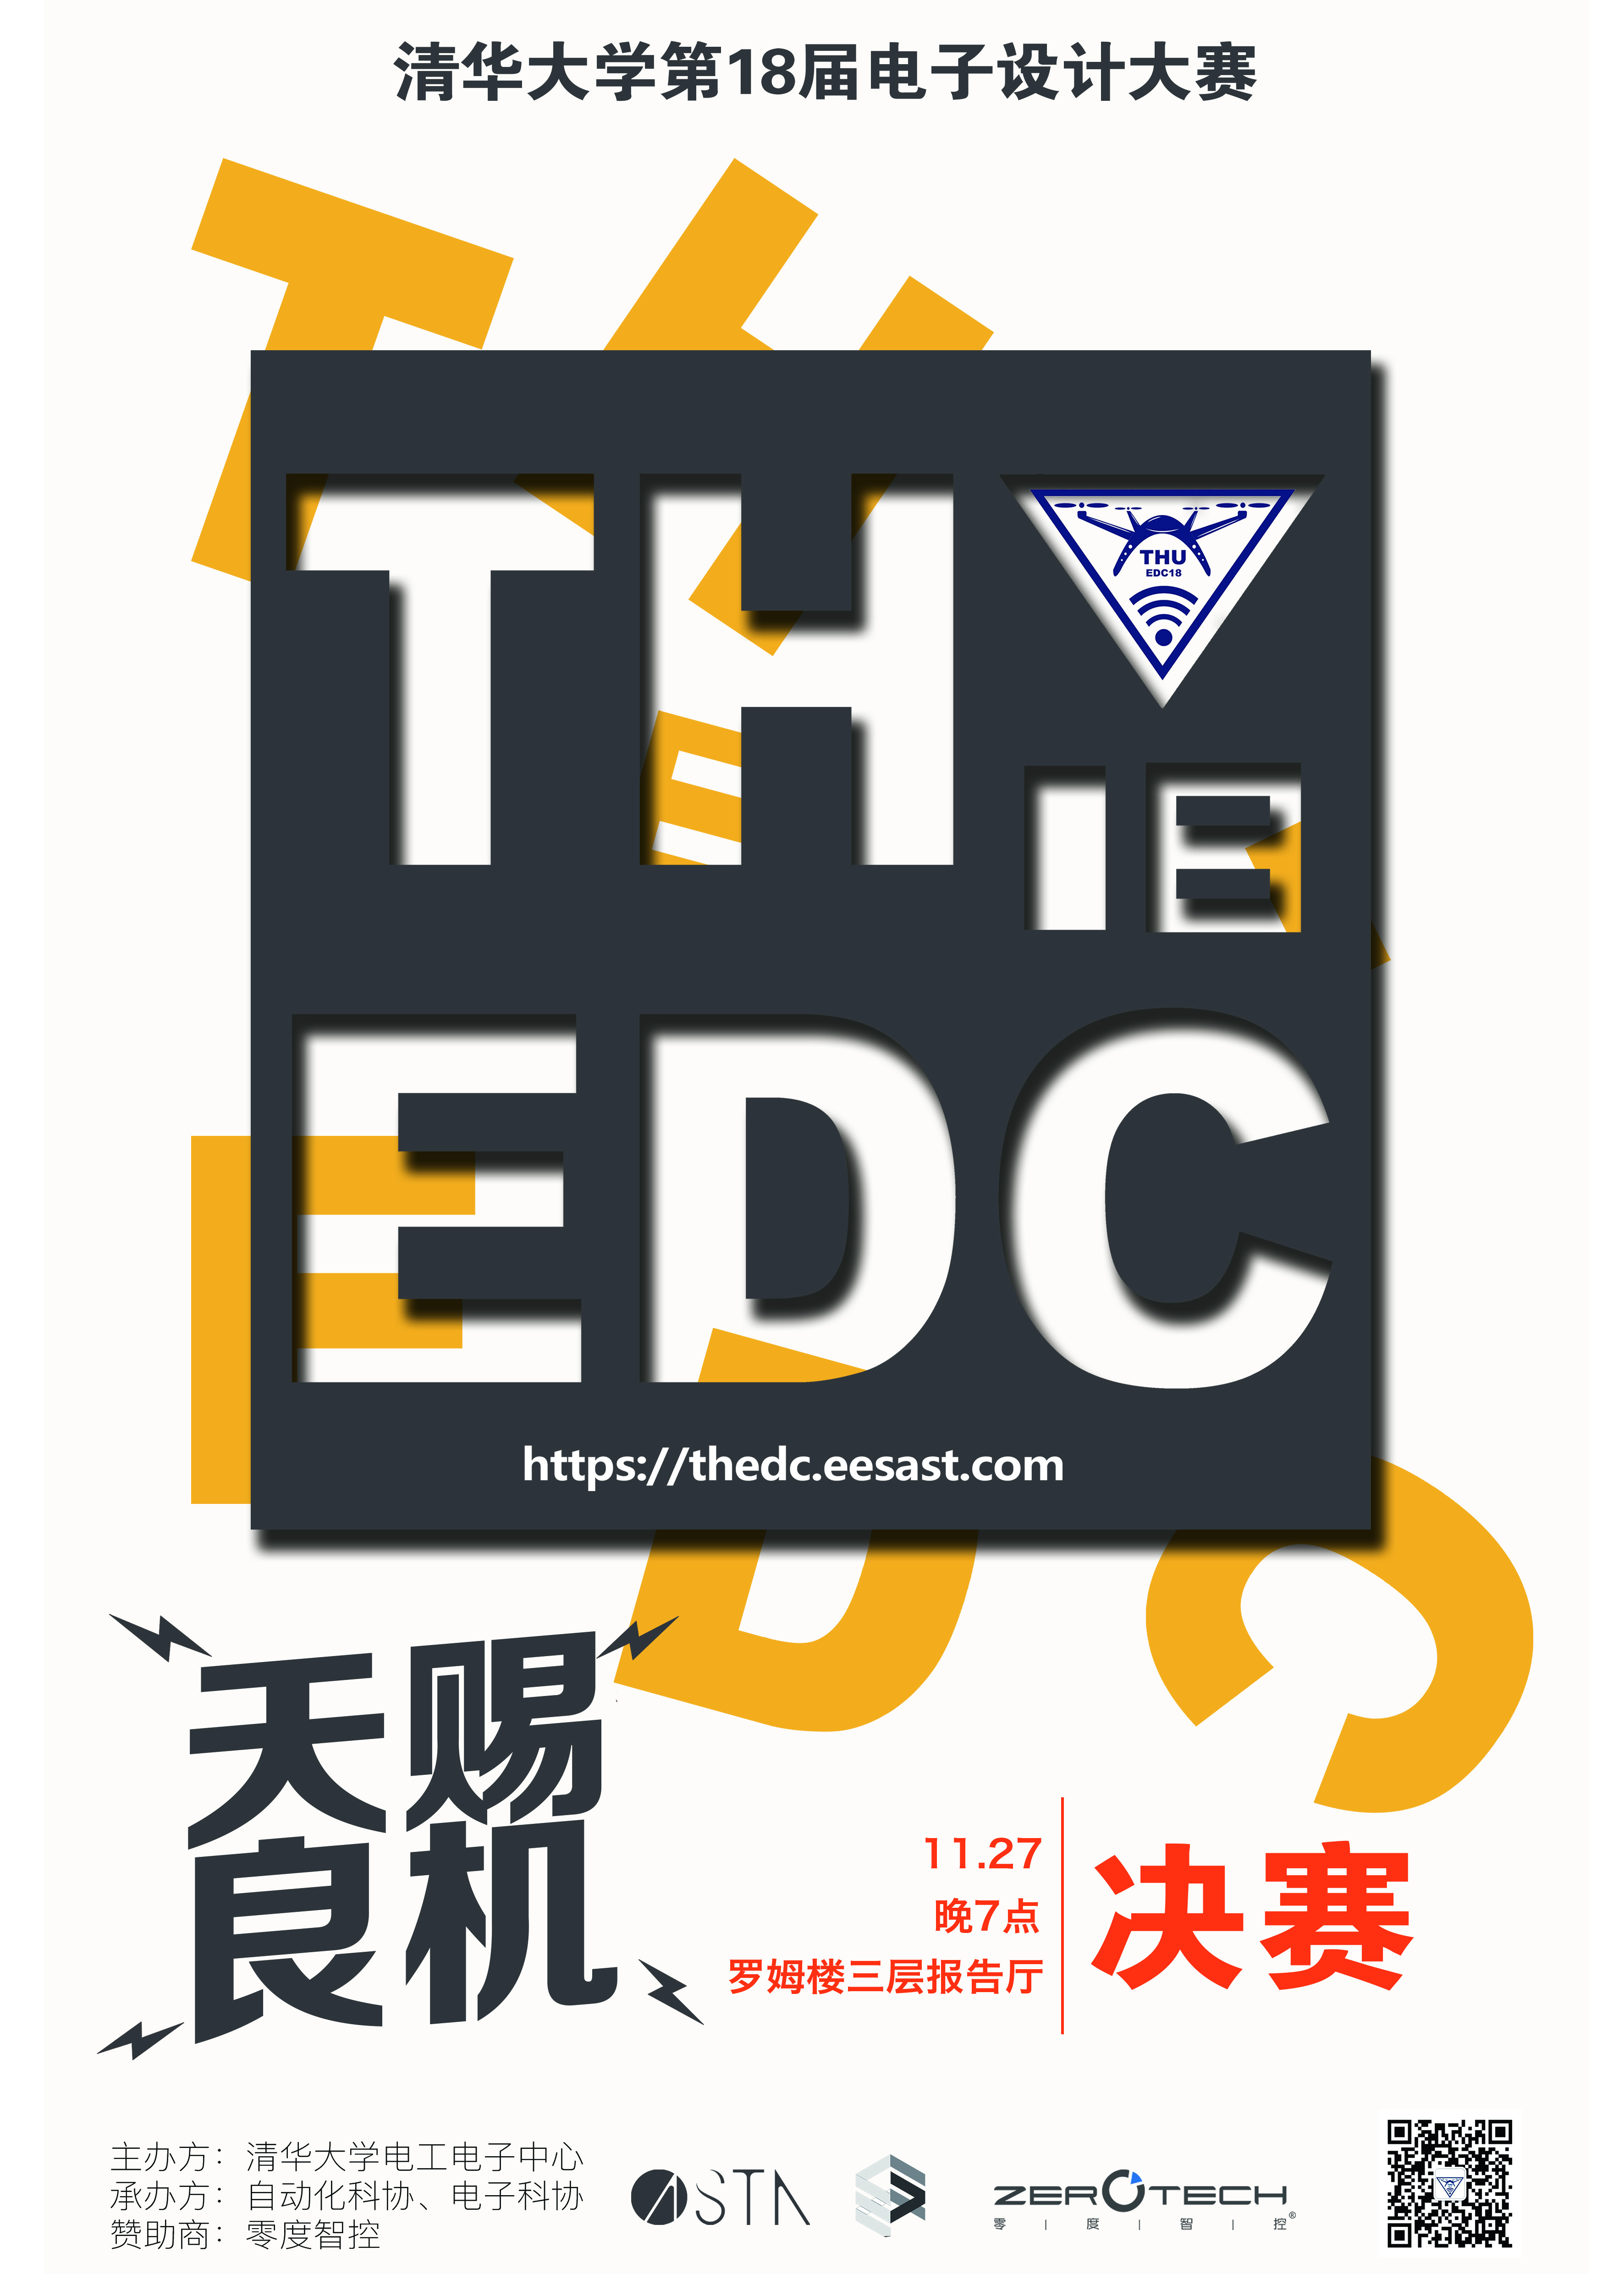 清华大学第18届电子设计大赛
TH
THU
EDC18
IE
EDC
https://thedc.eesast.com
天赐
良机
11.27
晚7点
罗姆楼三层报告厅
决赛
主办方：清华大学电工电子中心
承办方：自动化科协、电子科协
赞助商：零度智控
ASTA
ZEROTECH
零 | 度 | 智 | 控®